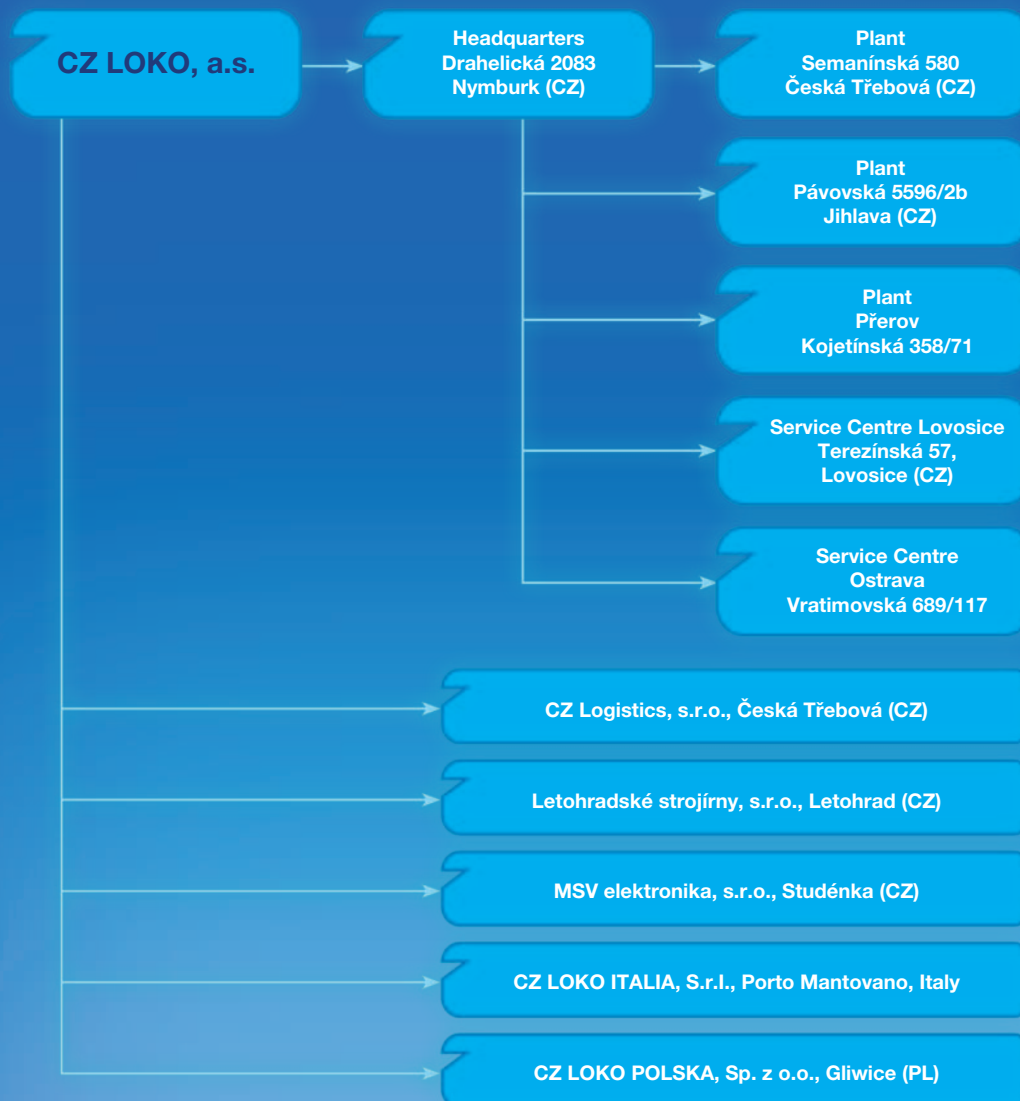 CZ LOKO, a.s.
Headquarters
Drahelická 2083
Nymburk (CZ)
Plant
Semanínská 580
Česká Třebová (CZ)
Plant
Pávovská 5596/2b
Jihlava (CZ)
Plant
Přerov
Kojetínská 358/71
Service Centre Lovosice
Terezínská 57,
Lovosice (CZ)
Service Centre
Ostrava
Vratimovská 689/117
CZ Logistics, s.r.o., Česká Třebová (CZ)
Letohradské strojírny, s.r.o., Letohrad (CZ)
MSV elektronika, s.r.o., Studénka (CZ)
CZ LOKO ITALIA, S.r.l., Porto Mantovano, Italy
CZ LOKO POLSKA, Sp. z o.o., Gliwice (PL)